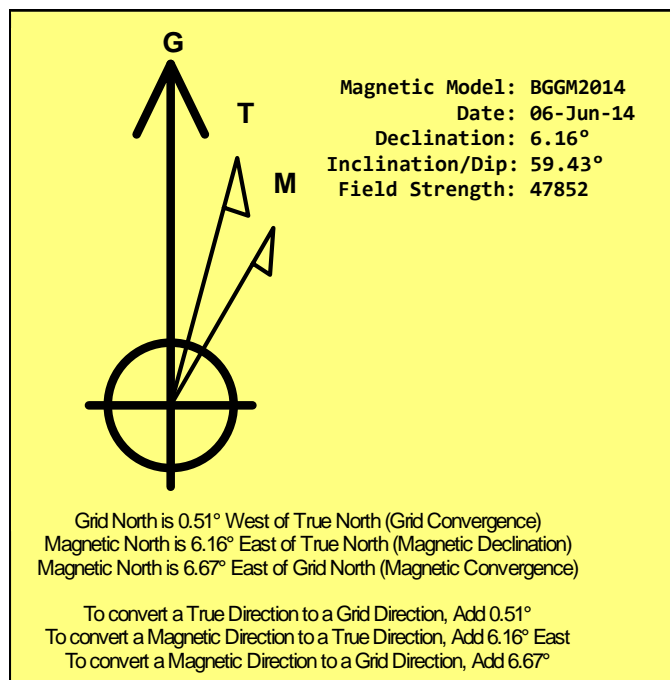 G
T
M
Magnetic Model: BGGM2014
Date: 06-Jun-14
Declination: 6.16°
Inclination/Dip: 59.43°
Field Strength: 47852
Grid North is 0.51° West of True North (Grid Convergence)
Magnetic North is 6.16° East of True North (Magnetic Declination)
Magnetic North is 6.67° East of Grid North (Magnetic Convergence)
To convert a True Direction to a Grid Direction, Add 0.51°
To convert a Magnetic Direction to a True Direction, Add 6.16° East
To convert a Magnetic Direction to a Grid Direction, Add 6.67°